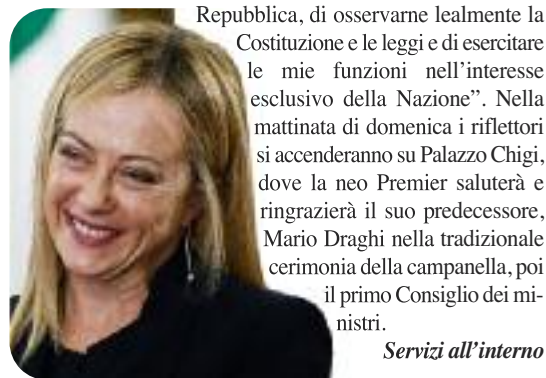 Repubblica, di osservarne lealmente la
Costituzione e le leggi e di esercitare
le mie funzioni nell’interesse
esclusivo della Nazione”. Nella
mattinata di domenica i riflettori
si accenderanno su Palazzo Chigi,
dove la neo Premier saluterà e
ringrazierà il suo predecessore,
Mario Draghi nella tradizionale
cerimonia della campanella, poi
il primo Consiglio dei mi-
nistri.
Servizi all’interno